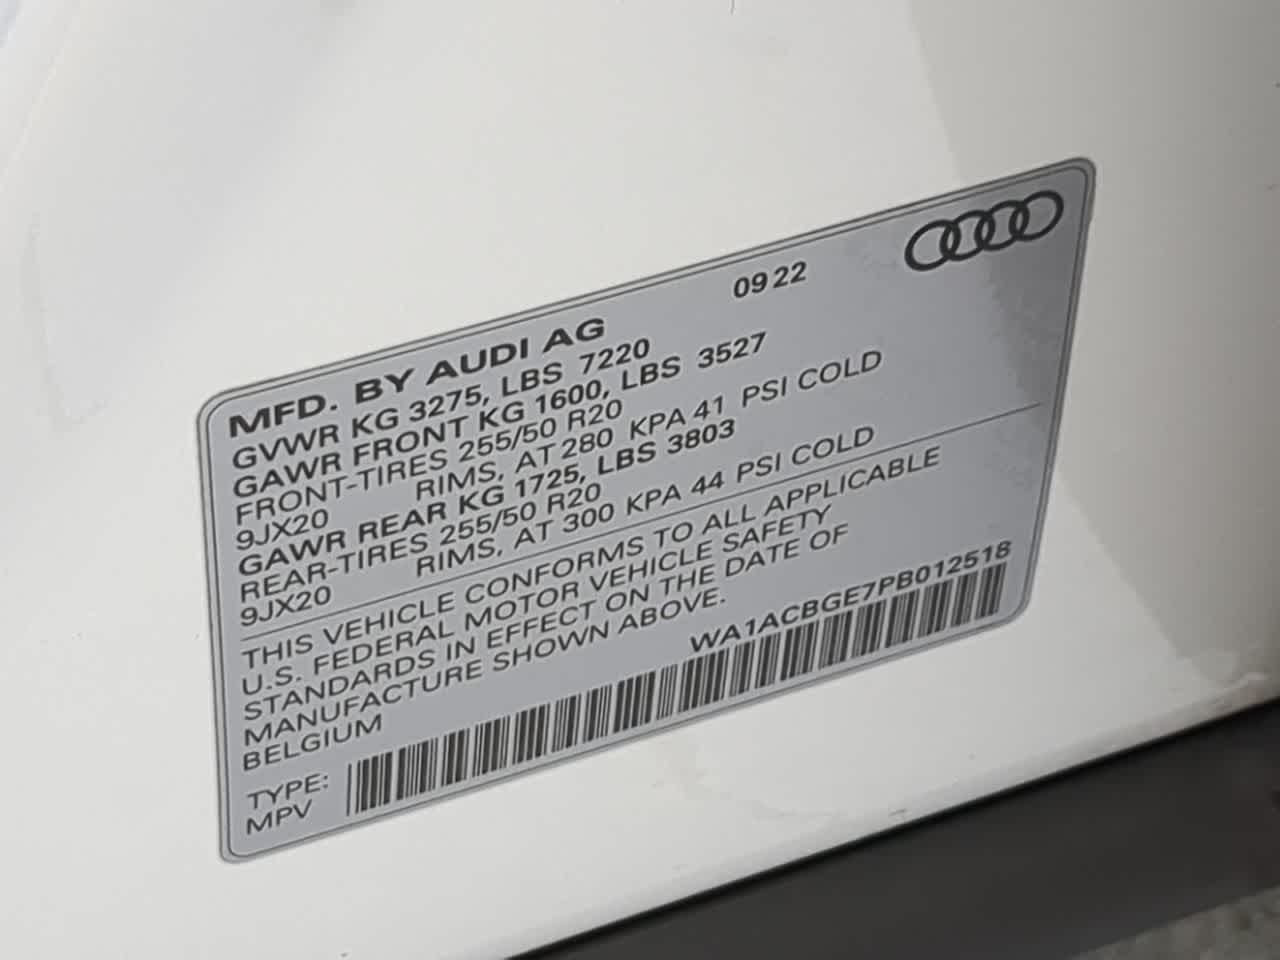 MFD. BY AUDI AG 09 22
GVWR KG 3275, LBS 7220
GAWR FRONT KG 1600, LBS 3527
FRONT-TIRES 255/50 R20
9JX20 RIMS, AT 280 KPA 41 PSI COLD
GAWR REAR KG 1725, LBS 3803
REAR-TIRES 255/50 R20
9JX20 RIMS, AT 300 KPA 44 PSI COLD
THIS VEHICLE CONFORMS TO ALL APPLICABLE
U.S. FEDERAL MOTOR VEHICLE SAFETY
STANDARDS IN EFFECT ON THE DATE OF
MANUFACTURE SHOWN ABOVE.
BELGIUM WA1ACBGE7PB012518
TYPE:
MPV